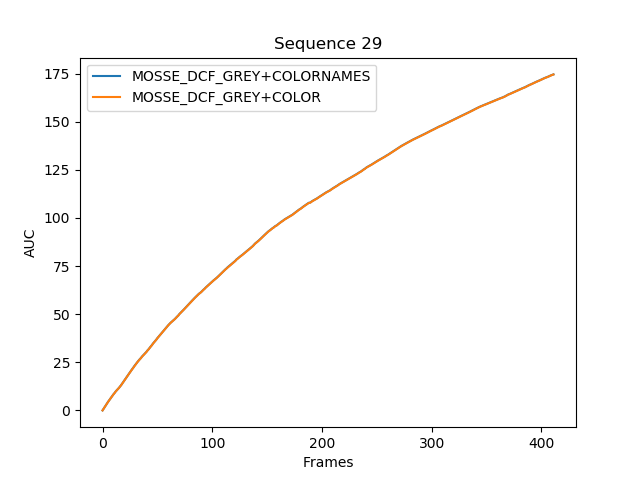 Sequence 29
MOSSE_DCF_GREY+COLORNAMES
MOSSE_DCF_GREY+COLOR
175
150
125
100
75
50
25
0
AUC
0 100 200 300 400
Frames